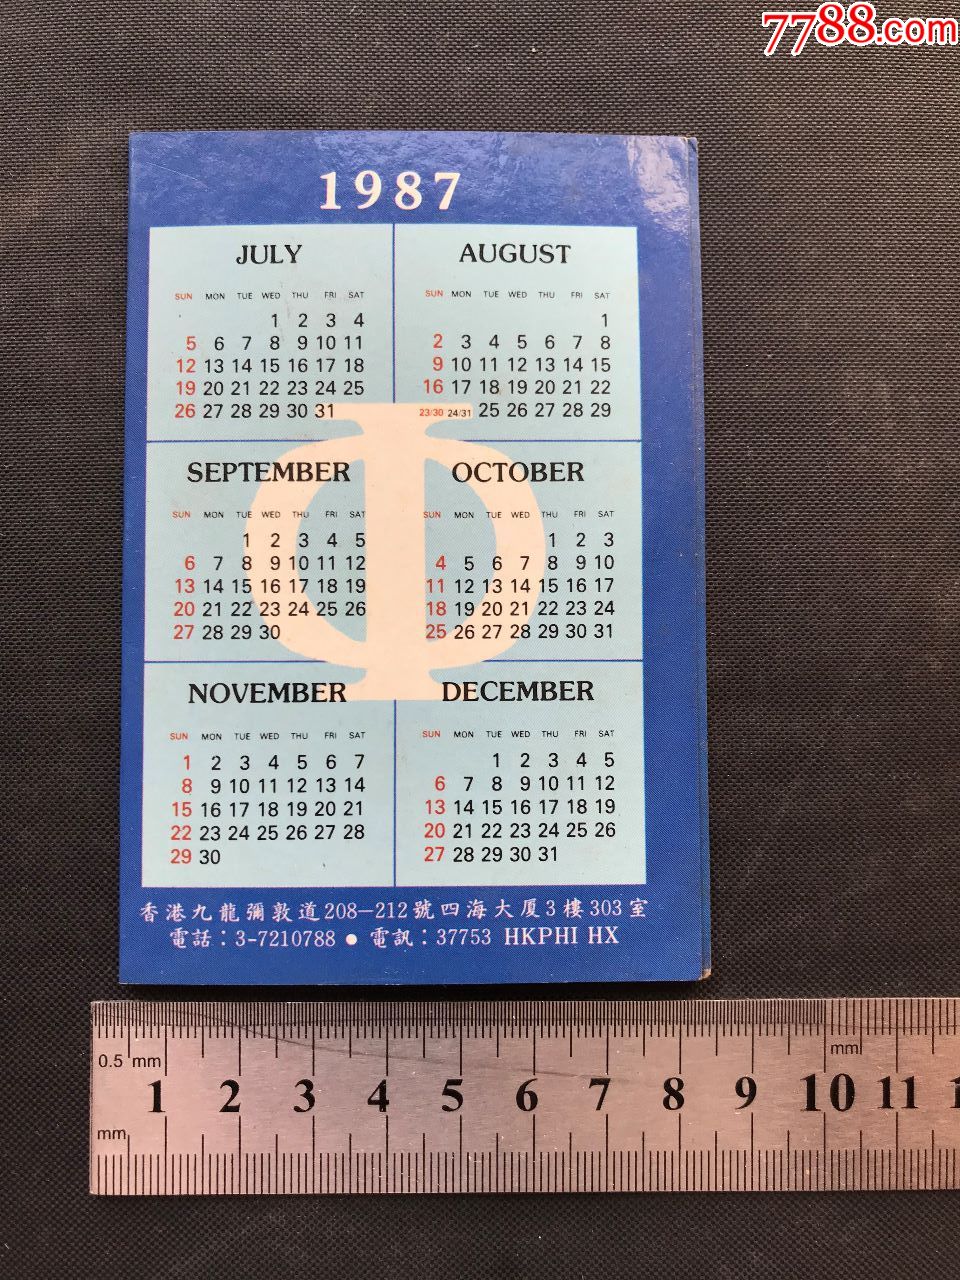 7788.com
1987
JULY
SUN MON TUE WED THU FRI SAT
1 2 3 4
5 6 7 8 9 10 11
12 13 14 15 16 17 18
19 20 21 22 23 24 25
26 27 28 29 30 31
AUGUST
SUN MON TUE WED THU FRI SAT
1
2 3 4 5 6 7 8
9 10 11 12 13 14 15
16 17 18 19 20 21 22
23/30 24/31 25 26 27 28 29
SEPTEMBER
SUN MON TUE WED THU FRI SAT
1 2 3 4 5
6 7 8 9 10 11 12
13 14 15 16 17 18 19
20 21 22 23 24 25 26
27 28 29 30
OCTOBER
SUN MON TUE WED THU FRI SAT
1 2 3
4 5 6 7 8 9 10
11 12 13 14 15 16 17
18 19 20 21 22 23 24
25 26 27 28 29 30 31
NOVEMBER
SUN MON TUE WED THU FRI SAT
1 2 3 4 5 6 7
8 9 10 11 12 13 14
15 16 17 18 19 20 21
22 23 24 25 26 27 28
29 30
DECEMBER
SUN MON TUE WED THU FRI SAT
1 2 3 4 5
6 7 8 9 10 11 12
13 14 15 16 17 18 19
20 21 22 23 24 25 26
27 28 29 30 31
Φ
香港九龍彌敦道208—212號四海大厦3樓303室
電話：3-7210788 ● 電訊：37753 HKPHI HX
0.5 mm mm
1 2 3 4 5 6 7 8 9 10 11 1
mm